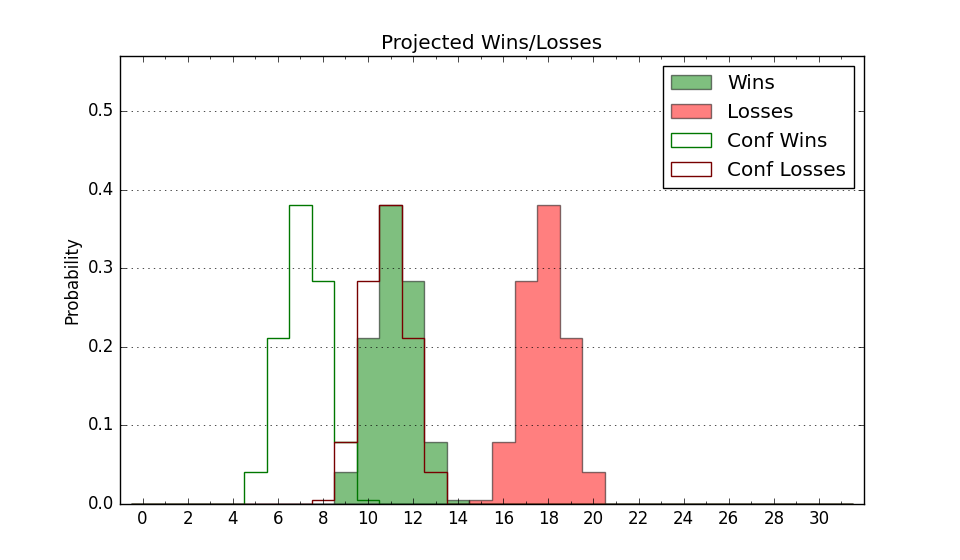 Projected Wins/Losses
Wins
Losses
Conf Wins
Conf Losses
Probability
0.5
0.4
0.3
0.2
0.1
0.0
0 2 4 6 8 10 12 14 16 18 20 22 24 26 28 30